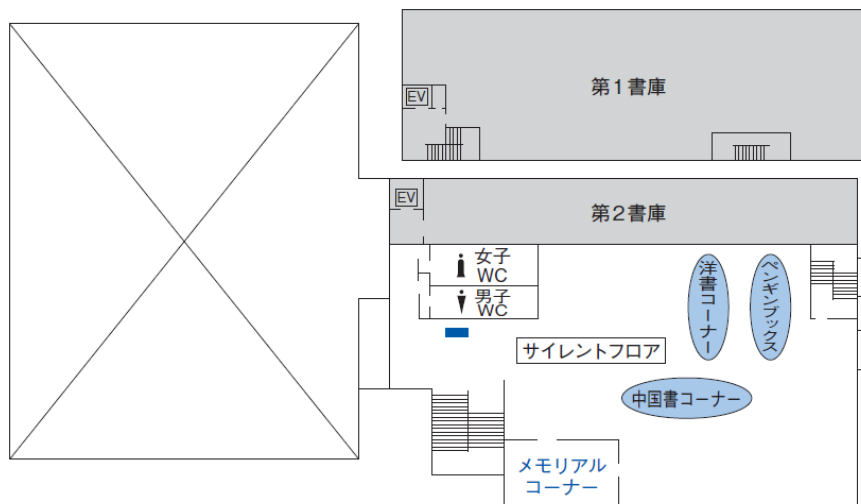 第1書庫
EV
EV
第2書庫
女子
WC
男子
WC
洋書コーナー
ペンギンブックス
サイレントフロア
中国書コーナー
メモリアル
コーナー